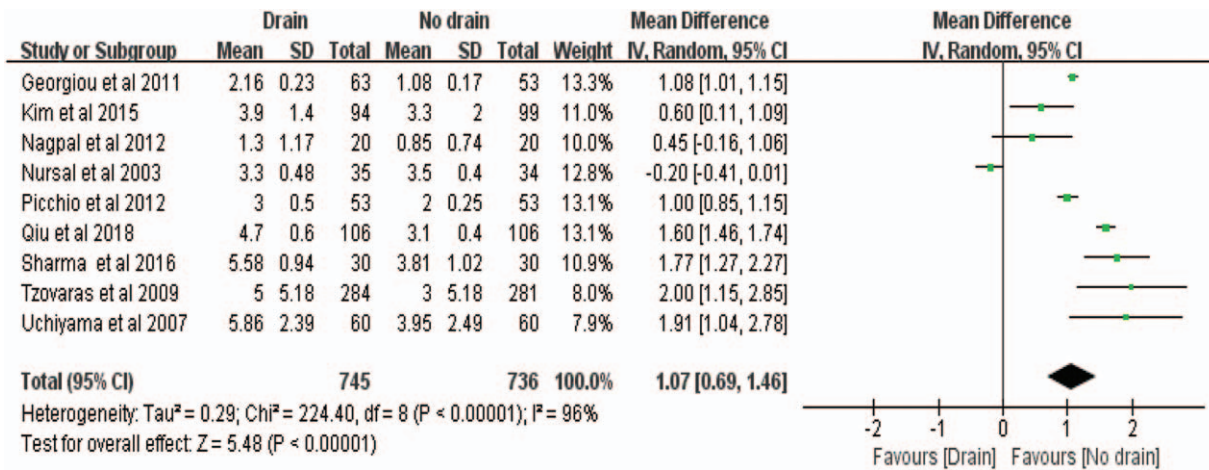 Drain No drain Mean Difference Mean Difference
Study or Subgroup Mean SD Total Mean SD Total Weight IV, Random, 95% CI IV, Random, 95% CI
Georgiou et al 2011 2.16 0.23 63 1.08 0.17 53 13.3% 1.08 [1.01, 1.15]
Kim et al 2015 3.9 1.4 94 3.3 2 99 11.0% 0.60 [0.11, 1.09]
Nagpal et al 2012 1.3 1.17 20 0.85 0.74 20 10.0% 0.45 [-0.16, 1.06]
Nursal et al 2003 3.3 0.48 35 3.5 0.4 34 12.8% -0.20 [-0.41, 0.01]
Picchio et al 2012 3 0.5 53 2 0.25 53 13.1% 1.00 [0.85, 1.15]
Qiu et al 2018 4.7 0.6 106 3.1 0.4 106 13.1% 1.60 [1.46, 1.74]
Sharma et al 2016 5.58 0.94 30 3.81 1.02 30 10.9% 1.77 [1.27, 2.27]
Tzovaras et al 2009 5 5.18 284 3 5.18 281 8.0% 2.00 [1.15, 2.85]
Uchiyama et al 2007 5.86 2.39 60 3.95 2.49 60 7.9% 1.91 [1.04, 2.78]
Total (95% CI) 745 736 100.0% 1.07 [0.69, 1.46]
Heterogeneity: Tau² = 0.29; Chi² = 224.40, df = 8 (P < 0.00001); I² = 96%
Test for overall effect: Z = 5.48 (P < 0.00001)
-2 -1 0 1 2
Favours [Drain] Favours [No drain]